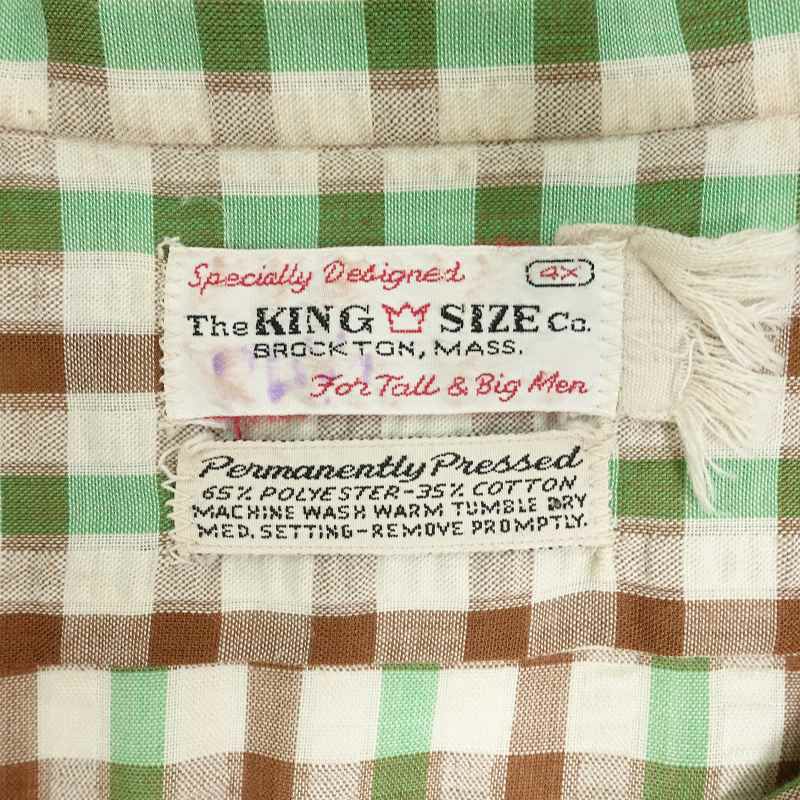 Specially Designed 4X
The KING SIZE Co.
BROCKTON, MASS.
For Tall & Big Men
Permanently Pressed
65% POLYESTER-35% COTTON
MACHINE WASH WARM TUMBLE DRY
MED. SETTING-REMOVE PROMPTLY.